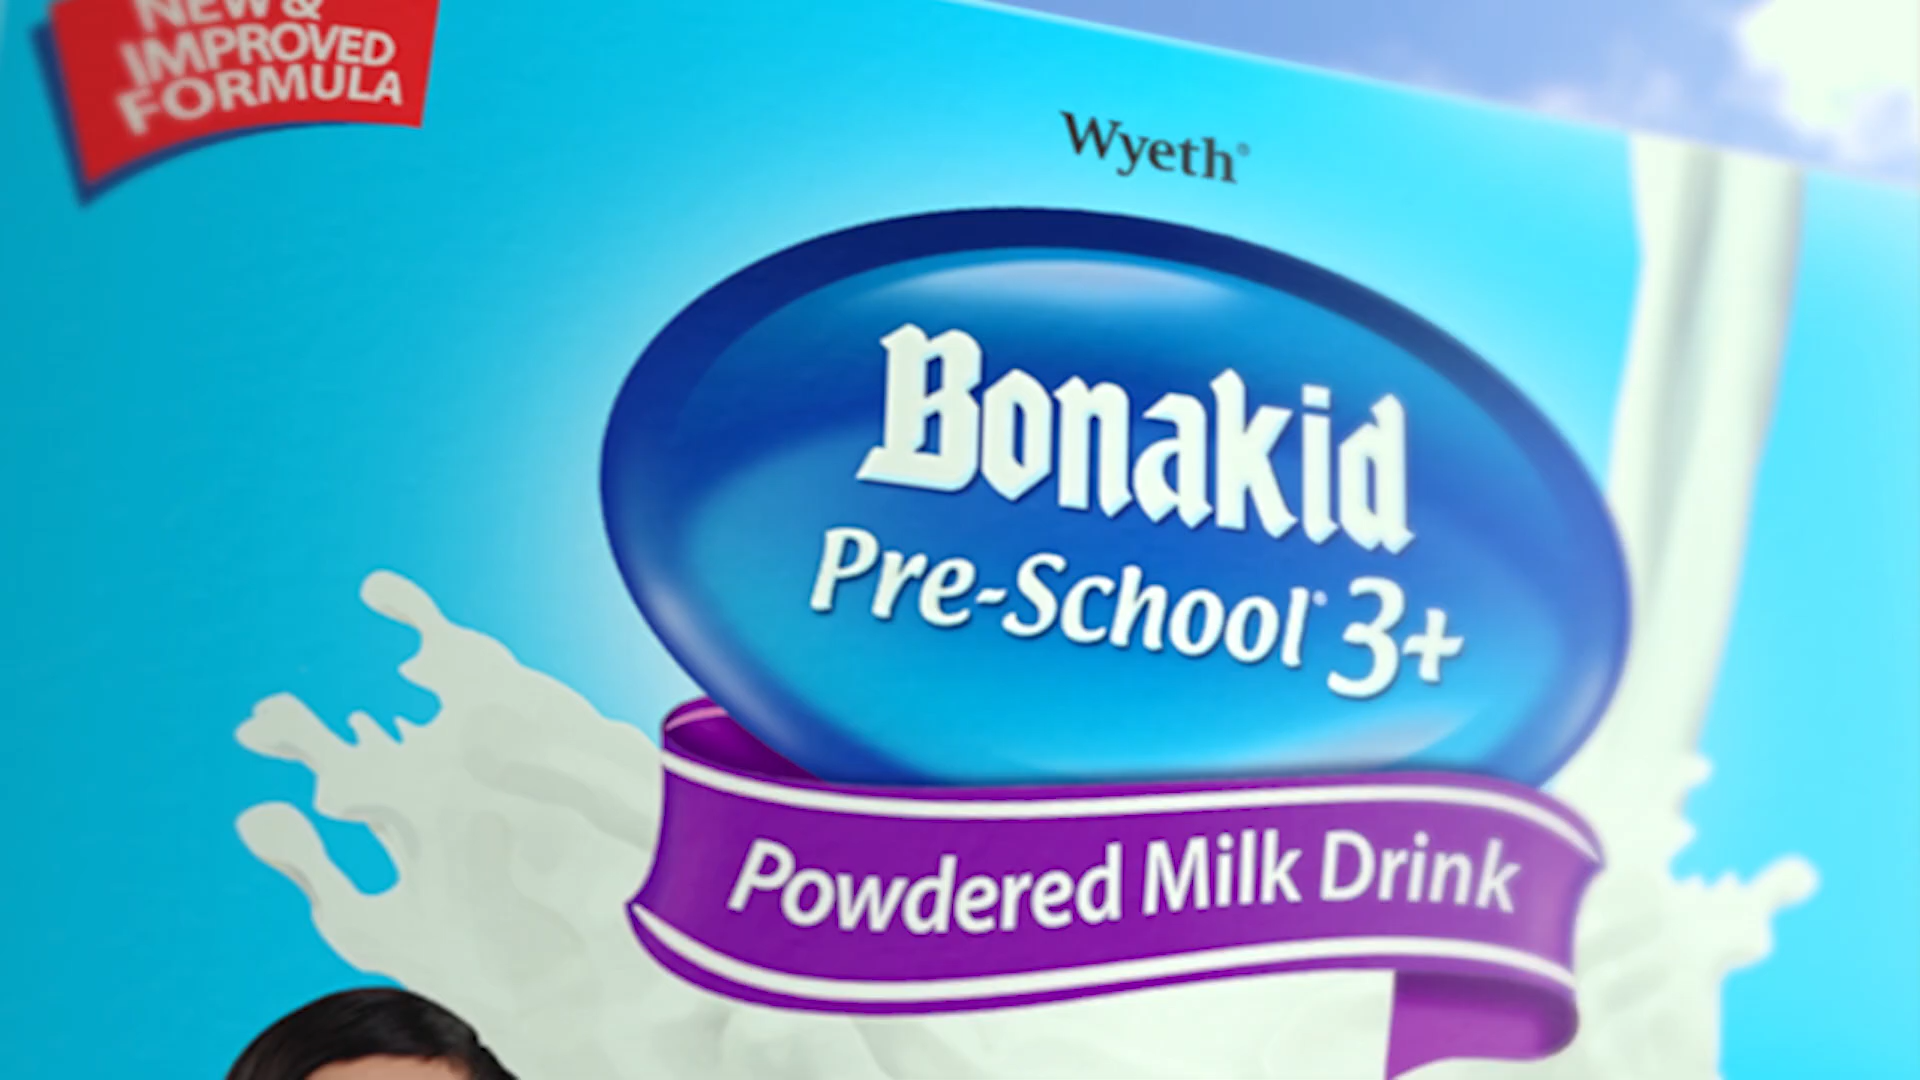 NEW &
IMPROVED
FORMULA
Wyeth®
Bonakid
Pre-School® 3+
Powdered Milk Drink